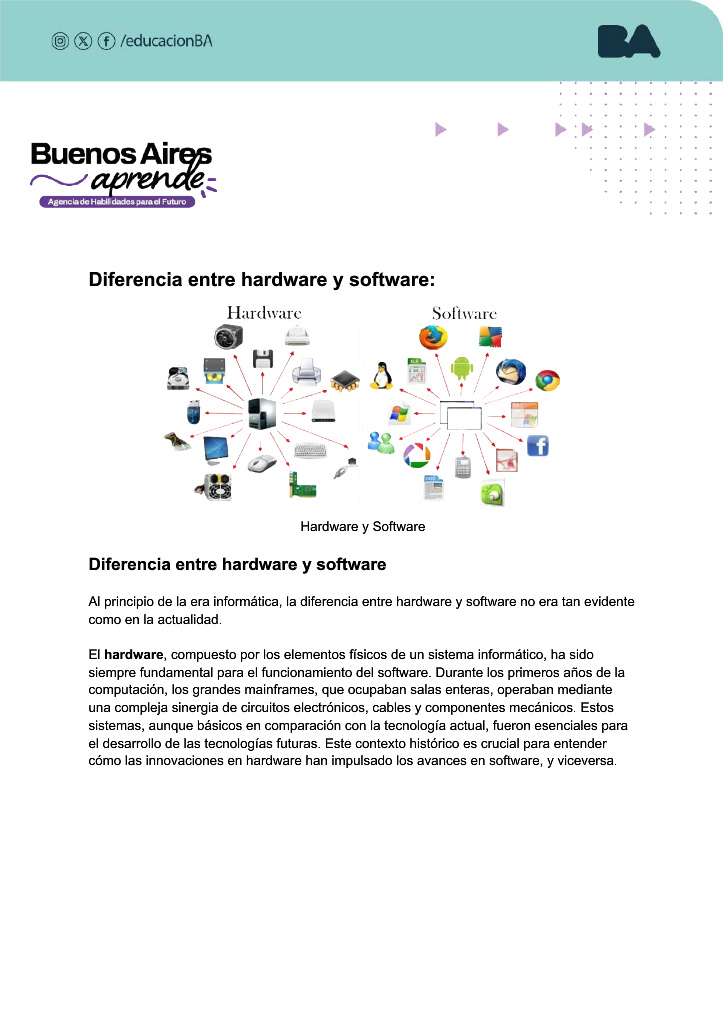 /educacionBA
BA
Buenos Aires
aprende
Agencia de Habilidades para el Futuro
Diferencia entre hardware y software:
Hardware
Software
XLS
DOC
Hardware y Software
Diferencia entre hardware y software
Al principio de la era informática, la diferencia entre hardware y software no era tan evidente
como en la actualidad.
El hardware, compuesto por los elementos físicos de un sistema informático, ha sido
siempre fundamental para el funcionamiento del software. Durante los primeros años de la
computación, los grandes mainframes, que ocupaban salas enteras, operaban mediante
una compleja sinergia de circuitos electrónicos, cables y componentes mecánicos. Estos
sistemas, aunque básicos en comparación con la tecnología actual, fueron esenciales para
el desarrollo de las tecnologías futuras. Este contexto histórico es crucial para entender
cómo las innovaciones en hardware han impulsado los avances en software, y viceversa.